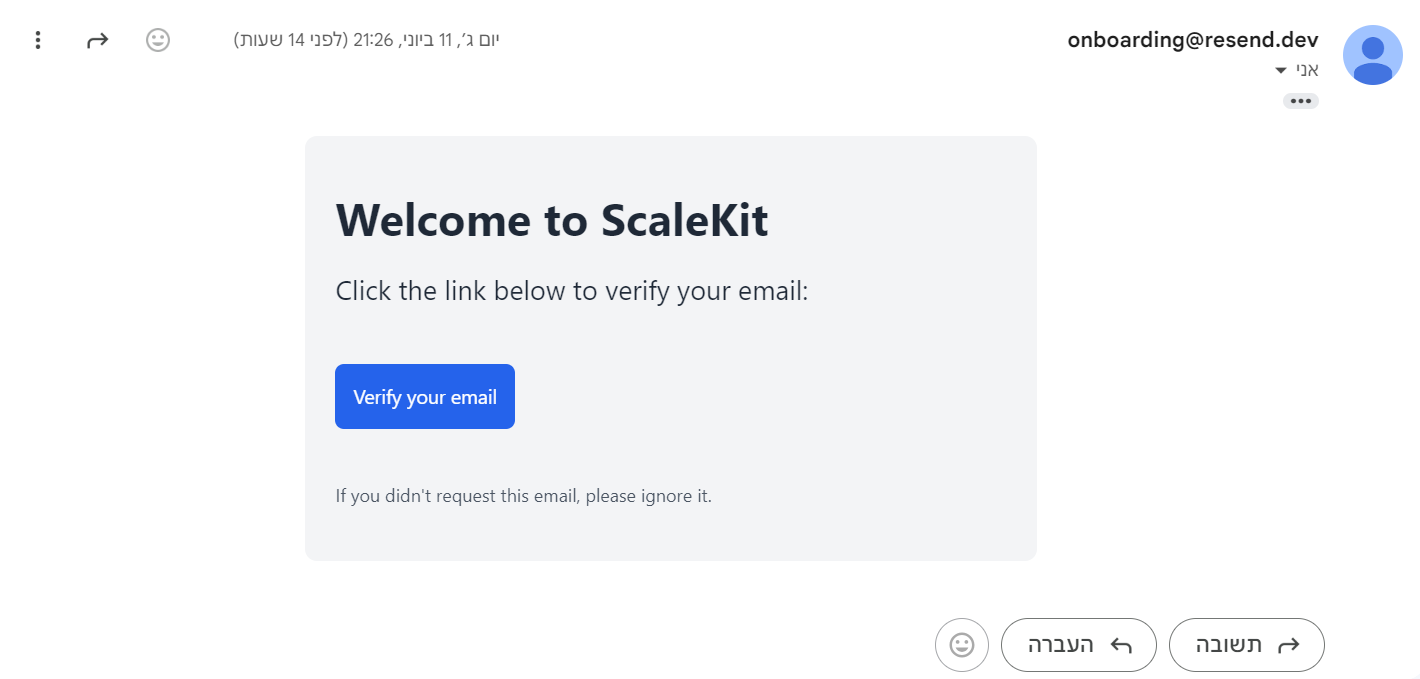 onboarding@resend.dev
יום ג׳, 11 ביוני, 21:26 (לפני 14 שעות)
אני
Welcome to ScaleKit
Click the link below to verify your email:
Verify your email
If you didn't request this email, please ignore it.
תשובה
העברה